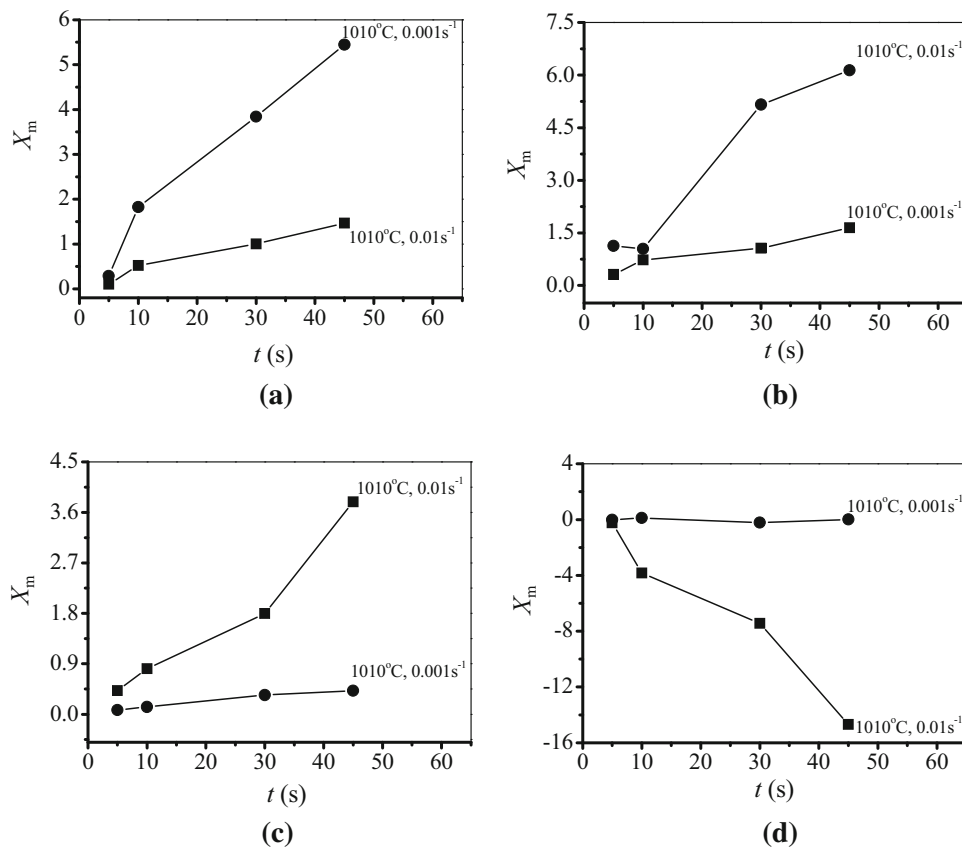 6
5
4
3
2
1
0
X_m
1010°C, 0.001s⁻¹
1010°C, 0.01s⁻¹
0 10 20 30 40 50 60
t (s)
(a)
7.5
6.0
4.5
3.0
1.5
0.0
X_m
1010°C, 0.01s⁻¹
1010°C, 0.001s⁻¹
0 10 20 30 40 50 60
t (s)
(b)
4.5
3.6
2.7
1.8
0.9
0.0
X_m
1010°C, 0.01s⁻¹
1010°C, 0.001s⁻¹
0 10 20 30 40 50 60
t (s)
(c)
4
0
-4
-8
-12
-16
X_m
1010°C, 0.001s⁻¹
1010°C, 0.01s⁻¹
0 10 20 30 40 50 60
t (s)
(d)